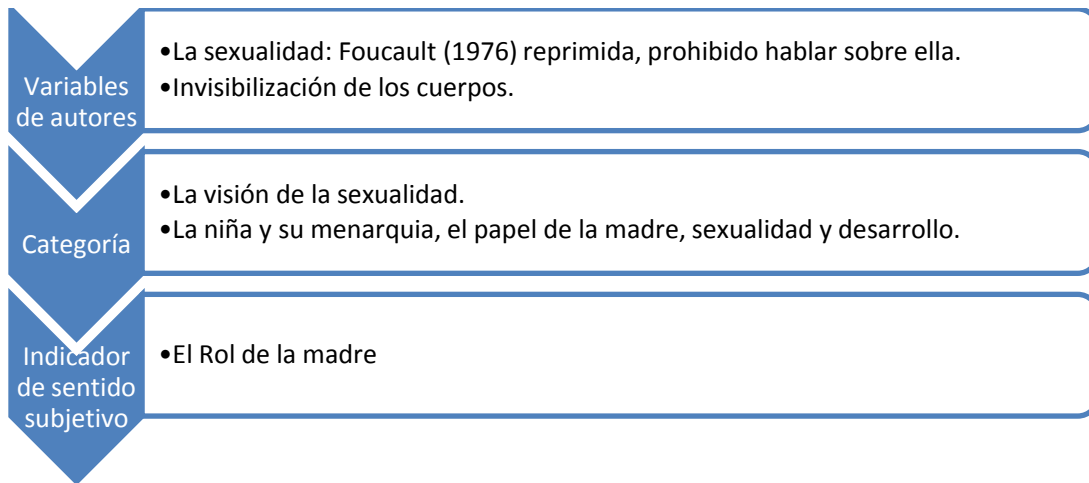 Variables
de autores
•La sexualidad: Foucault (1976) reprimida, prohibido hablar sobre ella.
•Invisibilización de los cuerpos.
Categoría
•La visión de la sexualidad.
•La niña y su menarquia, el papel de la madre, sexualidad y desarrollo.
Indicador
de sentido
subjetivo
•El Rol de la madre